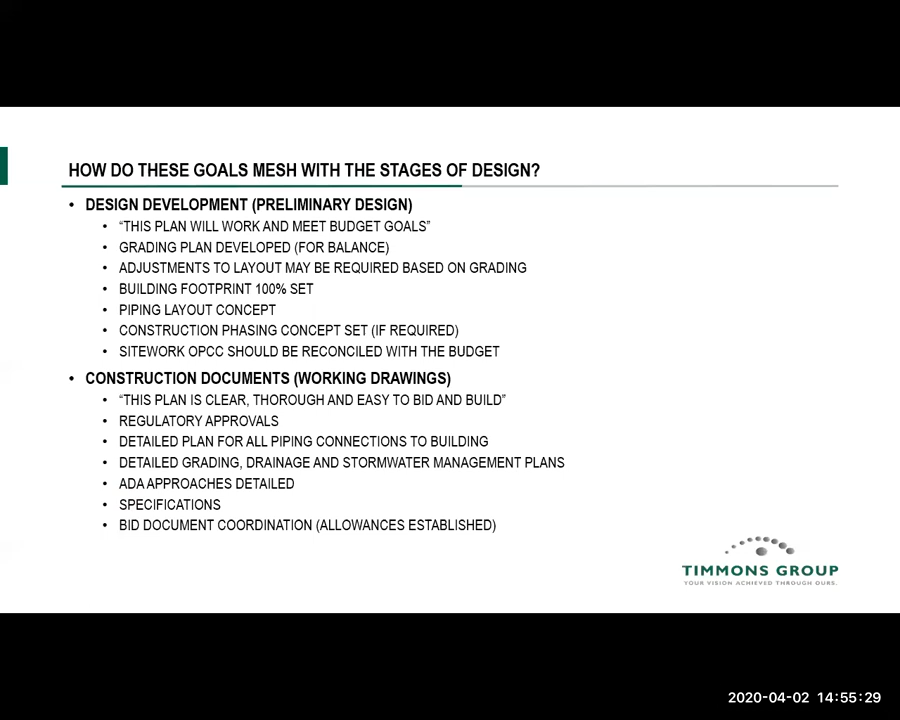 HOW DO THESE GOALS MESH WITH THE STAGES OF DESIGN?
• DESIGN DEVELOPMENT (PRELIMINARY DESIGN)
• “THIS PLAN WILL WORK AND MEET BUDGET GOALS”
• GRADING PLAN DEVELOPED (FOR BALANCE)
• ADJUSTMENTS TO LAYOUT MAY BE REQUIRED BASED ON GRADING
• BUILDING FOOTPRINT 100% SET
• PIPING LAYOUT CONCEPT
• CONSTRUCTION PHASING CONCEPT SET (IF REQUIRED)
• SITEWORK OPCC SHOULD BE RECONCILED WITH THE BUDGET
• CONSTRUCTION DOCUMENTS (WORKING DRAWINGS)
• “THIS PLAN IS CLEAR, THOROUGH AND EASY TO BID AND BUILD”
• REGULATORY APPROVALS
• DETAILED PLAN FOR ALL PIPING CONNECTIONS TO BUILDING
• DETAILED GRADING, DRAINAGE AND STORMWATER MANAGEMENT PLANS
• ADA APPROACHES DETAILED
• SPECIFICATIONS
• BID DOCUMENT COORDINATION (ALLOWANCES ESTABLISHED)
TIMMONS GROUP
YOUR VISION ACHIEVED THROUGH OURS.
2020-04-02 14:55:29